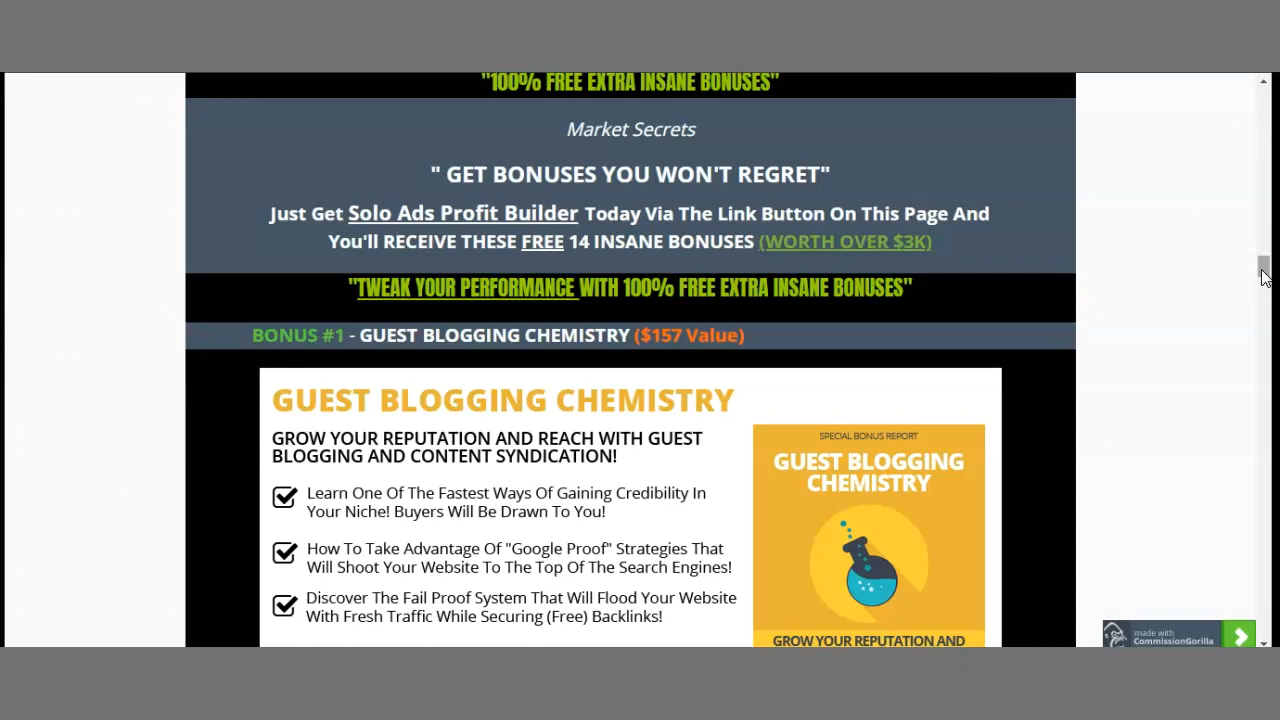 "100% FREE EXTRA INSANE BONUSES"
Market Secrets
" GET BONUSES YOU WON'T REGRET"
Just Get Solo Ads Profit Builder Today Via The Link Button On This Page And
You'll RECEIVE THESE FREE 14 INSANE BONUSES (WORTH OVER $3K)
"TWEAK YOUR PERFORMANCE WITH 100% FREE EXTRA INSANE BONUSES"
BONUS #1 - GUEST BLOGGING CHEMISTRY ($157 Value)
GUEST BLOGGING CHEMISTRY
GROW YOUR REPUTATION AND REACH WITH GUEST
BLOGGING AND CONTENT SYNDICATION!
Learn One Of The Fastest Ways Of Gaining Credibility In
Your Niche! Buyers Will Be Drawn To You!
How To Take Advantage Of "Google Proof" Strategies That
Will Shoot Your Website To The Top Of The Search Engines!
Discover The Fail Proof System That Will Flood Your Website
With Fresh Traffic While Securing (Free) Backlinks!
SPECIAL BONUS REPORT
GUEST BLOGGING
CHEMISTRY
GROW YOUR REPUTATION AND
made with
CommissionGorilla